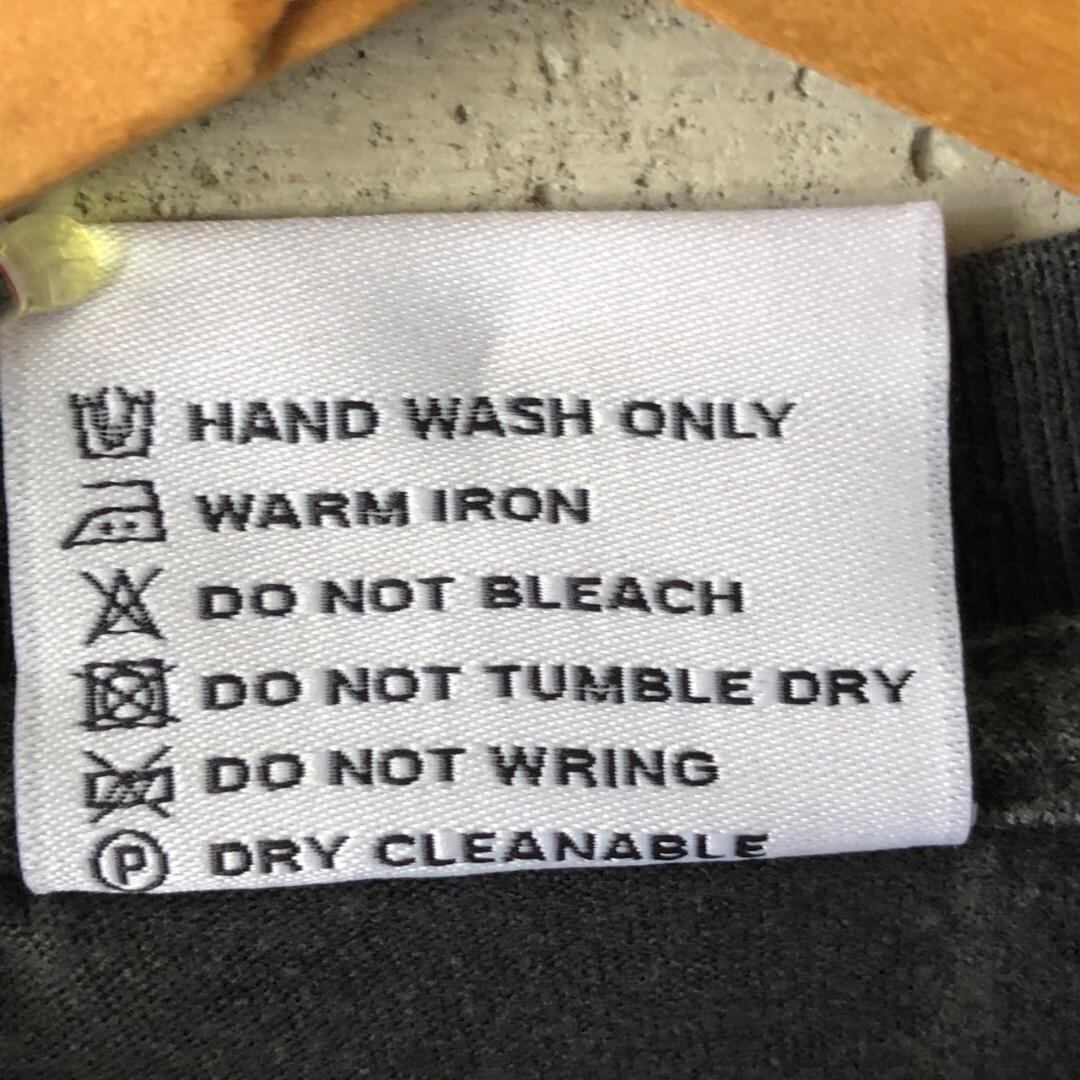 HAND WASH ONLY
WARM IRON
DO NOT BLEACH
DO NOT TUMBLE DRY
DO NOT WRING
P DRY CLEANABLE